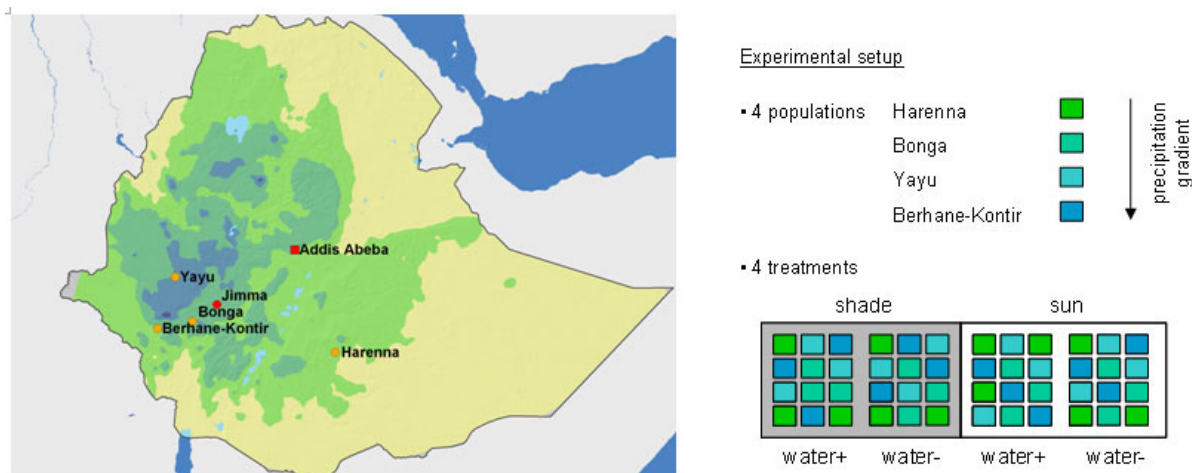 Addis Abeba
Yayu
Jimma
Bonga
Berhane-Kontir
Harenna
Experimental setup
▪ 4 populations
Harenna
Bonga
Yayu
Berhane-Kontir
precipitation
gradient
▪ 4 treatments
shade sun
water+ water- water+ water-